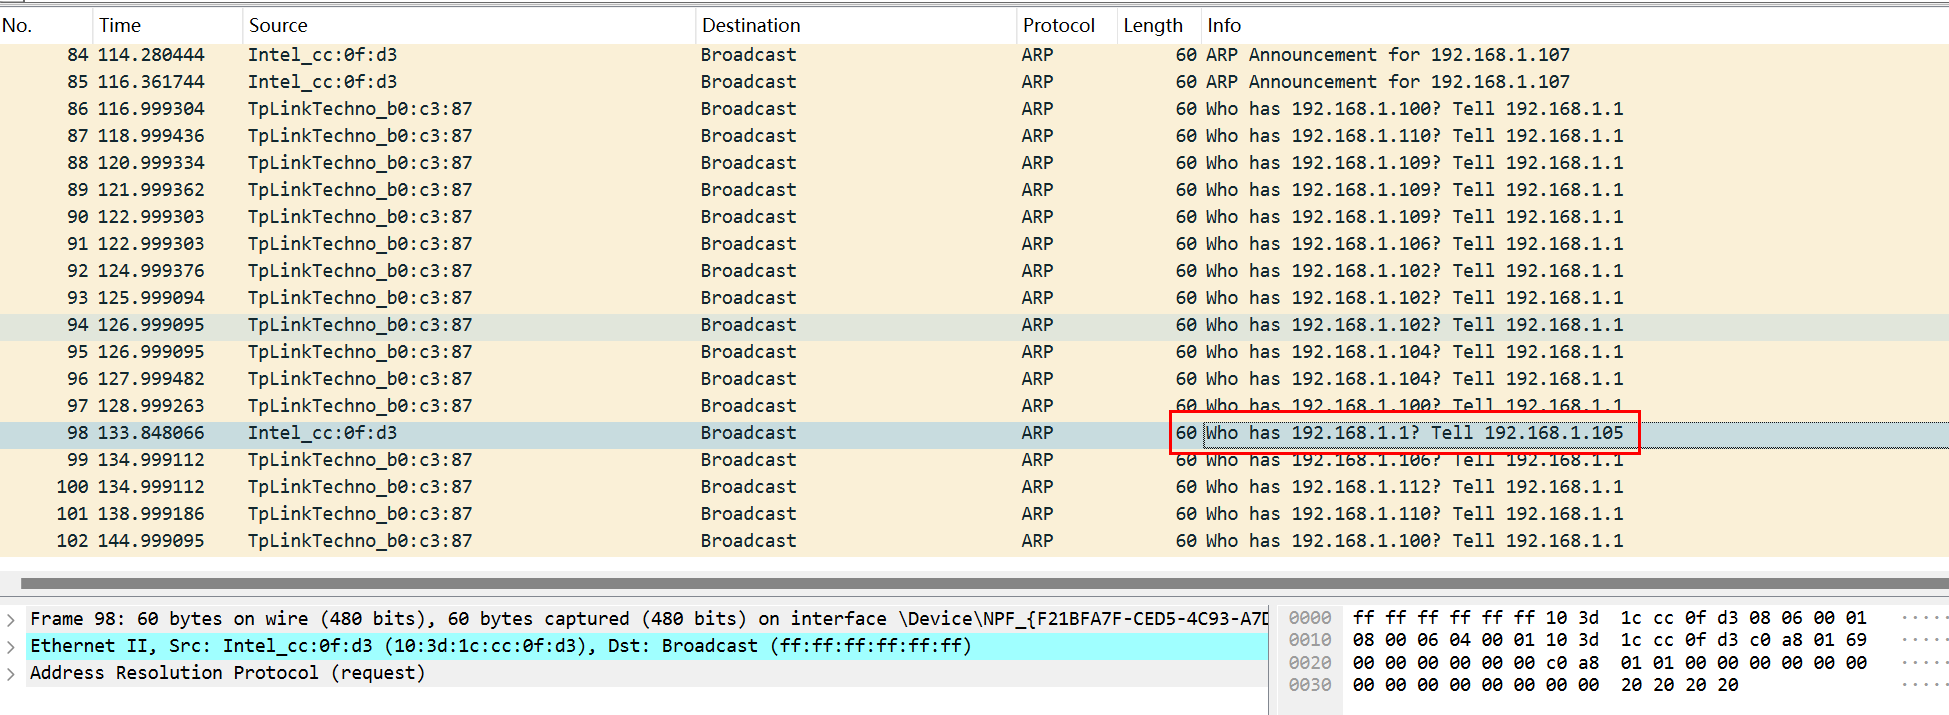 No. Time Source Destination Protocol Length Info
84 114.280444 Intel_cc:0f:d3 Broadcast ARP 60 ARP Announcement for 192.168.1.107
85 116.361744 Intel_cc:0f:d3 Broadcast ARP 60 ARP Announcement for 192.168.1.107
86 116.999304 TpLinkTechno_b0:c3:87 Broadcast ARP 60 Who has 192.168.1.100? Tell 192.168.1.1
87 118.999436 TpLinkTechno_b0:c3:87 Broadcast ARP 60 Who has 192.168.1.110? Tell 192.168.1.1
88 120.999334 TpLinkTechno_b0:c3:87 Broadcast ARP 60 Who has 192.168.1.109? Tell 192.168.1.1
89 121.999362 TpLinkTechno_b0:c3:87 Broadcast ARP 60 Who has 192.168.1.109? Tell 192.168.1.1
90 122.999303 TpLinkTechno_b0:c3:87 Broadcast ARP 60 Who has 192.168.1.109? Tell 192.168.1.1
91 122.999303 TpLinkTechno_b0:c3:87 Broadcast ARP 60 Who has 192.168.1.106? Tell 192.168.1.1
92 124.999376 TpLinkTechno_b0:c3:87 Broadcast ARP 60 Who has 192.168.1.102? Tell 192.168.1.1
93 125.999094 TpLinkTechno_b0:c3:87 Broadcast ARP 60 Who has 192.168.1.102? Tell 192.168.1.1
94 126.999095 TpLinkTechno_b0:c3:87 Broadcast ARP 60 Who has 192.168.1.102? Tell 192.168.1.1
95 126.999095 TpLinkTechno_b0:c3:87 Broadcast ARP 60 Who has 192.168.1.104? Tell 192.168.1.1
96 127.999482 TpLinkTechno_b0:c3:87 Broadcast ARP 60 Who has 192.168.1.104? Tell 192.168.1.1
97 128.999263 TpLinkTechno_b0:c3:87 Broadcast ARP 60 Who has 192.168.1.100? Tell 192.168.1.1
98 133.848066 Intel_cc:0f:d3 Broadcast ARP 60 Who has 192.168.1.1? Tell 192.168.1.105
99 134.999112 TpLinkTechno_b0:c3:87 Broadcast ARP 60 Who has 192.168.1.106? Tell 192.168.1.1
100 134.999112 TpLinkTechno_b0:c3:87 Broadcast ARP 60 Who has 192.168.1.112? Tell 192.168.1.1
101 138.999186 TpLinkTechno_b0:c3:87 Broadcast ARP 60 Who has 192.168.1.110? Tell 192.168.1.1
102 144.999095 TpLinkTechno_b0:c3:87 Broadcast ARP 60 Who has 192.168.1.100? Tell 192.168.1.1
Frame 98: 60 bytes on wire (480 bits), 60 bytes captured (480 bits) on interface \Device\NPF_{F21BFA7F-CED5-4C93-A7D
Ethernet II, Src: Intel_cc:0f:d3 (10:3d:1c:cc:0f:d3), Dst: Broadcast (ff:ff:ff:ff:ff:ff)
Address Resolution Protocol (request)
0000 ff ff ff ff ff ff 10 3d 1c cc 0f d3 08 06 00 01 .....
0010 08 00 06 04 00 01 10 3d 1c cc 0f d3 c0 a8 01 69 .....
0020 00 00 00 00 00 00 c0 a8 01 01 00 00 00 00 00 00 .....
0030 00 00 00 00 00 00 00 00 20 20 20 20 .....